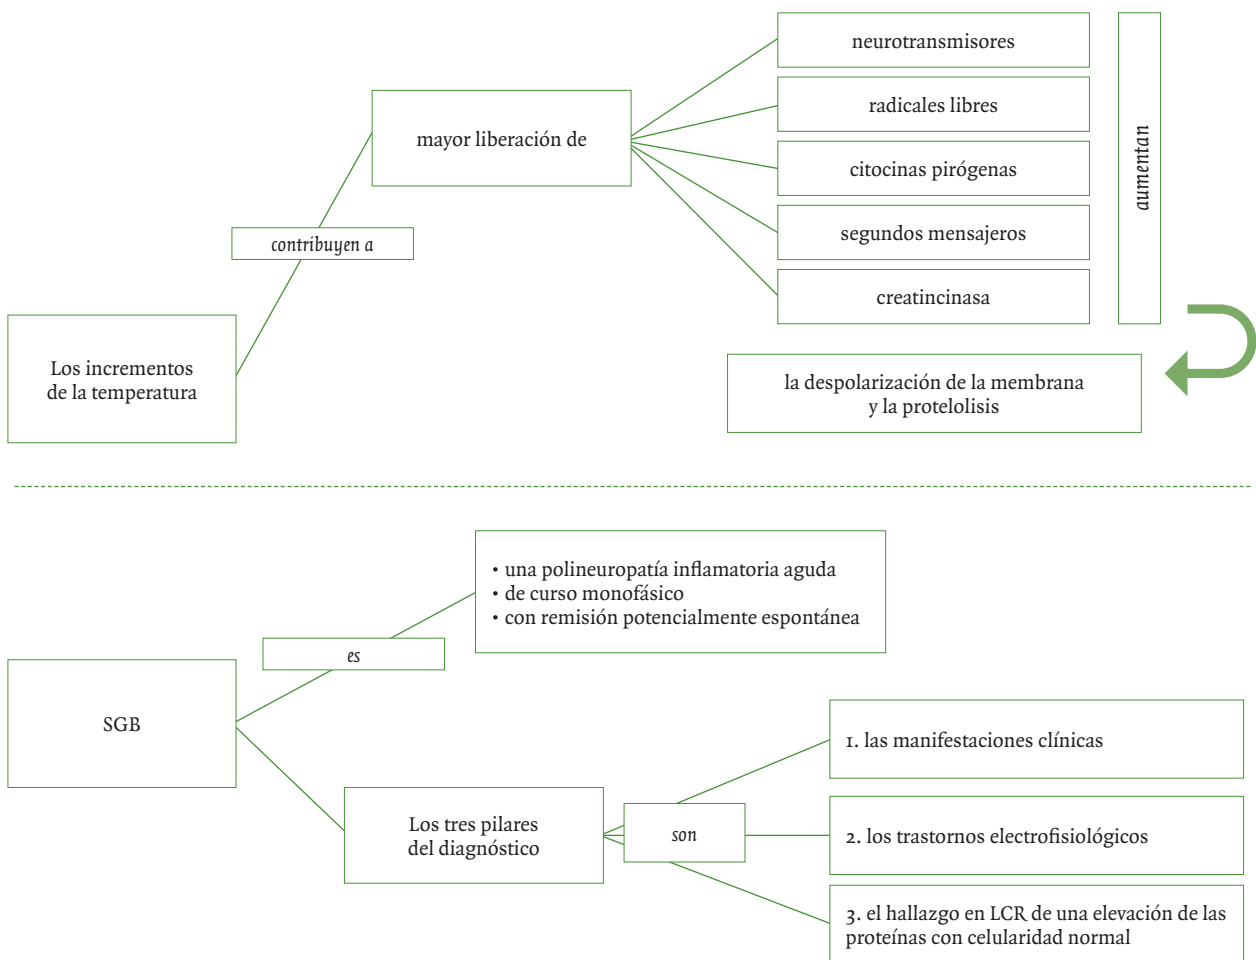 neurotransmisores
radicales libres
mayor liberación de
citocinas pirógenas
aumentan
segundos mensajeros
contribuyen a
creatincinasa
Los incrementos
de la temperatura
la despolarización de la membrana
y la protelolisis
• una polineuropatía inflamatoria aguda
• de curso monofásico
• con remisión potencialmente espontánea
es
SGB
1. las manifestaciones clínicas
Los tres pilares
del diagnóstico
son
2. los trastornos electrofisiológicos
3. el hallazgo en LCR de una elevación de las
proteínas con celularidad normal